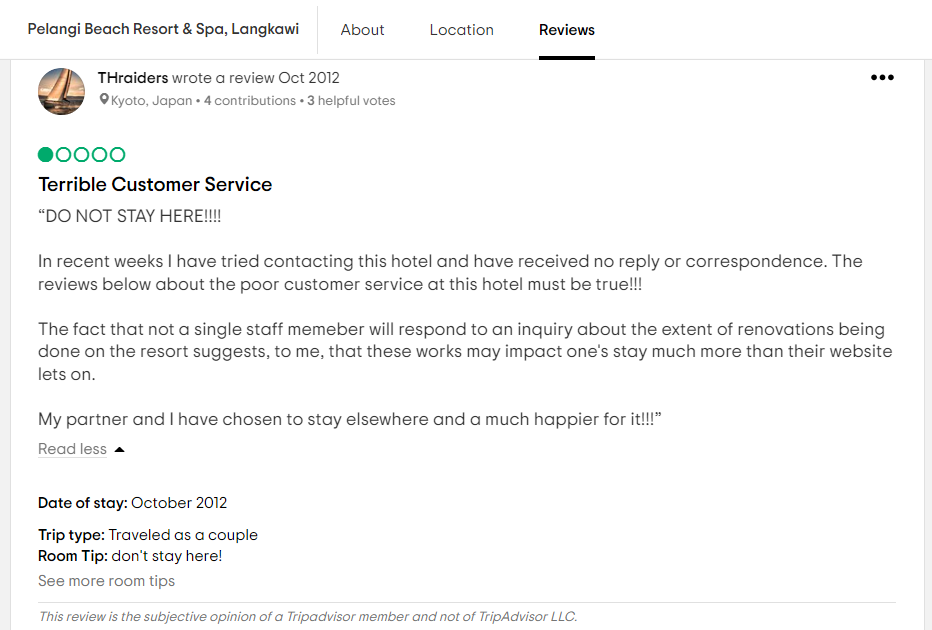 Pelangi Beach Resort & Spa, Langkawi
About
Location
Reviews
THraiders wrote a review Oct 2012
Kyoto, Japan • 4 contributions • 3 helpful votes
Terrible Customer Service
“DO NOT STAY HERE!!!!
In recent weeks I have tried contacting this hotel and have received no reply or correspondence. The
reviews below about the poor customer service at this hotel must be true!!!
The fact that not a single staff memeber will respond to an inquiry about the extent of renovations being
done on the resort suggests, to me, that these works may impact one's stay much more than their website
lets on.
My partner and I have chosen to stay elsewhere and a much happier for it!!!”
Read less
Date of stay: October 2012
Trip type: Traveled as a couple
Room Tip: don't stay here!
See more room tips
This review is the subjective opinion of a Tripadvisor member and not of TripAdvisor LLC.